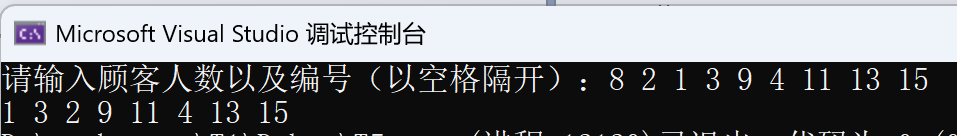 Microsoft Visual Studio 调试控制台
请输入顾客人数以及编号（以空格隔开）：8 2 1 3 9 4 11 13 15
1 3 2 9 11 4 13 15